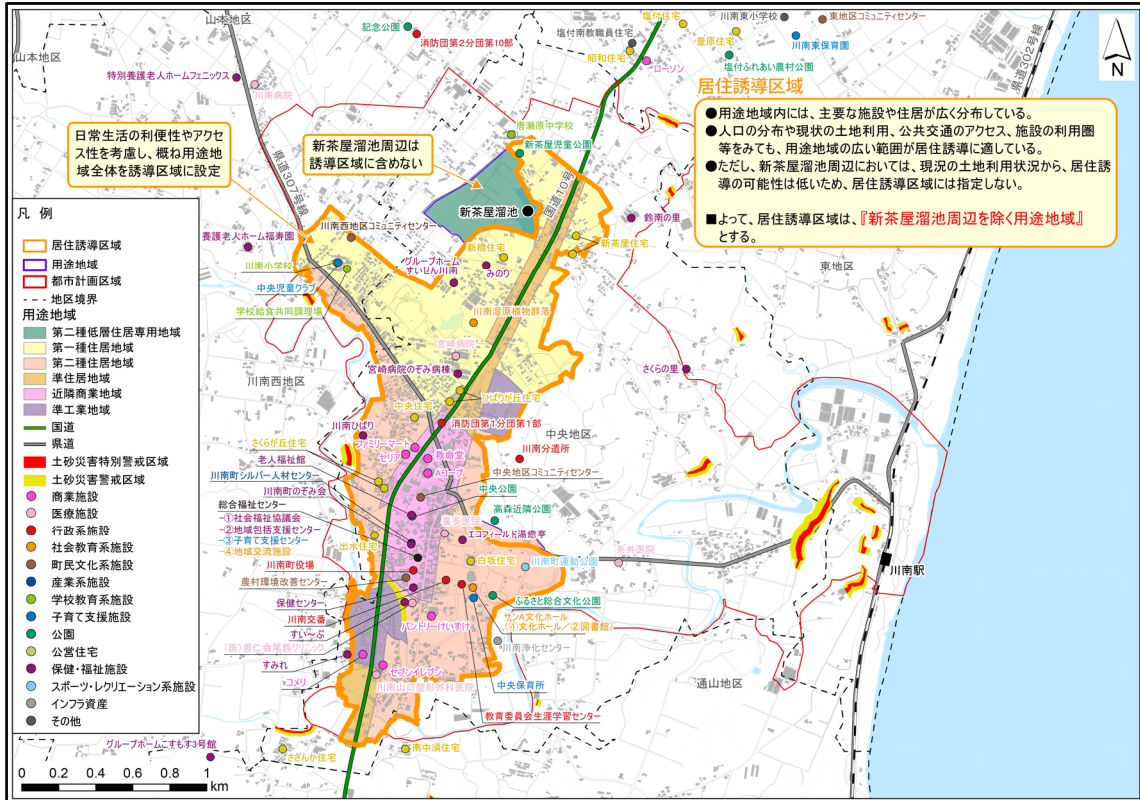 山本地区
山本地区
記念公園
消防団第2分団第10部
塩付住宅
川南東小学校
東地区コミュニティセンター
塩付南教職員住宅
豊原住宅
川南東保育園
昭和住宅
ローソン
塩付ふれあい農村公園
県道302号線
N
特別養護老人ホームフェニックス
川南病院
居住誘導区域
●用途地域内には、主要な施設や住居が広く分布している。
●人口の分布や現状の土地利用、公共交通のアクセス、施設の利用圏
等をみても、用途地域の広い範囲が居住誘導に適している。
●ただし、新茶屋溜池周辺においては、現況の土地利用状況から、居住誘
導の可能性は低いため、居住誘導区域には指定しない。
■よって、居住誘導区域は、『新茶屋溜池周辺を除く用途地域』
とする。
日常生活の利便性やアクセ
ス性を考慮し、概ね用途地
域全体を誘導区域に設定
新茶屋溜池周辺は
誘導区域に含めない
唐瀬原中学校
新茶屋児童公園
県道307号線
国道10号
新茶屋溜池
鈴南の里
川南西地区コミュニティセンター
養護老人ホーム福寿園
新橋住宅
新茶屋住宅
グループホーム
すいせん川南
みのり
川南小学校
中央児童クラブ
学校給食共同調理場
東地区
川南湿原植物群落
宮崎病院
宮崎病院のぞみ病棟
さくらの里
川南西地区
ひばりが丘住宅
中央住宅
川南ひばり
消防団第1分団第1部
中央地区
さくらが丘住宅
ファミリーマート
セリア
救命堂
川南分遣所
老人福祉館
Aコープ
中央地区コミュニティセンター
川南町シルバー人材センター
川南町のぞみ会
中央公園
総合福祉センター
-①社会福祉協議会
-②地域包括支援センター
-③子育て支援センター
-④地域交流施設
高森近隣公園
喜多医院
エコフィールド湯癒亭
出水住宅
白坂住宅
川南町運動公園
糸井医院
川南駅
川南町役場
農村環境改善センター
保健センター
川南交番
ふるさと総合文化公園
サンA文化ホール
(①文化ホール/②図書館)
すい～ぶ
パントリーけいすけ
川南浄化センター
(医)善仁会尾鈴クリニック
すみれ
セブンイレブン
コメリ
川南山口整形外科医院
中央保育所
通山地区
教育委員会生涯学習センター
グループホームこすもす3号館
さざんか住宅
南中須住宅
凡 例
居住誘導区域
用途地域
都市計画区域
地区境界
用途地域
第二種低層住居専用地域
第一種住居地域
第二種住居地域
準住居地域
近隣商業地域
準工業地域
国道
県道
土砂災害特別警戒区域
土砂災害警戒区域
商業施設
医療施設
行政系施設
社会教育系施設
町民文化系施設
産業系施設
学校教育系施設
子育て支援施設
公園
公営住宅
保健・福祉施設
スポーツ・レクリエーション系施設
インフラ資産
その他
0 0.2 0.4 0.6 0.8 1
km